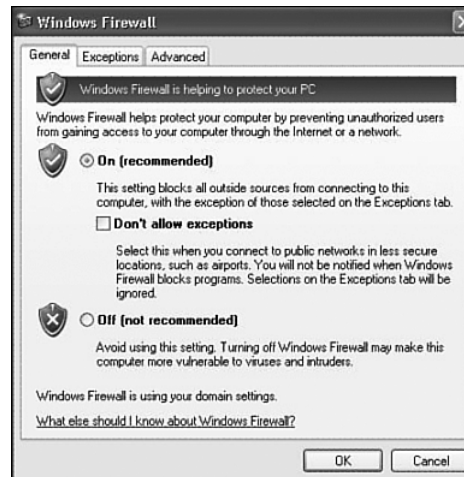 Windows Firewall
General Exceptions Advanced
Windows Firewall is helping to protect your PC
Windows Firewall helps protect your computer by preventing unauthorized users
from gaining access to your computer through the Internet or a network.
On (recommended)
This setting blocks all outside sources from connecting to this
computer, with the exception of those selected on the Exceptions tab.
Don't allow exceptions
Select this when you connect to public networks in less secure
locations, such as airports. You will not be notified when Windows
Firewall blocks programs. Selections on the Exceptions tab will be
ignored.
Off (not recommended)
Avoid using this setting. Turning off Windows Firewall may make this
computer more vulnerable to viruses and intruders.
Windows Firewall is using your domain settings.
What else should I know about Windows Firewall?
OK Cancel